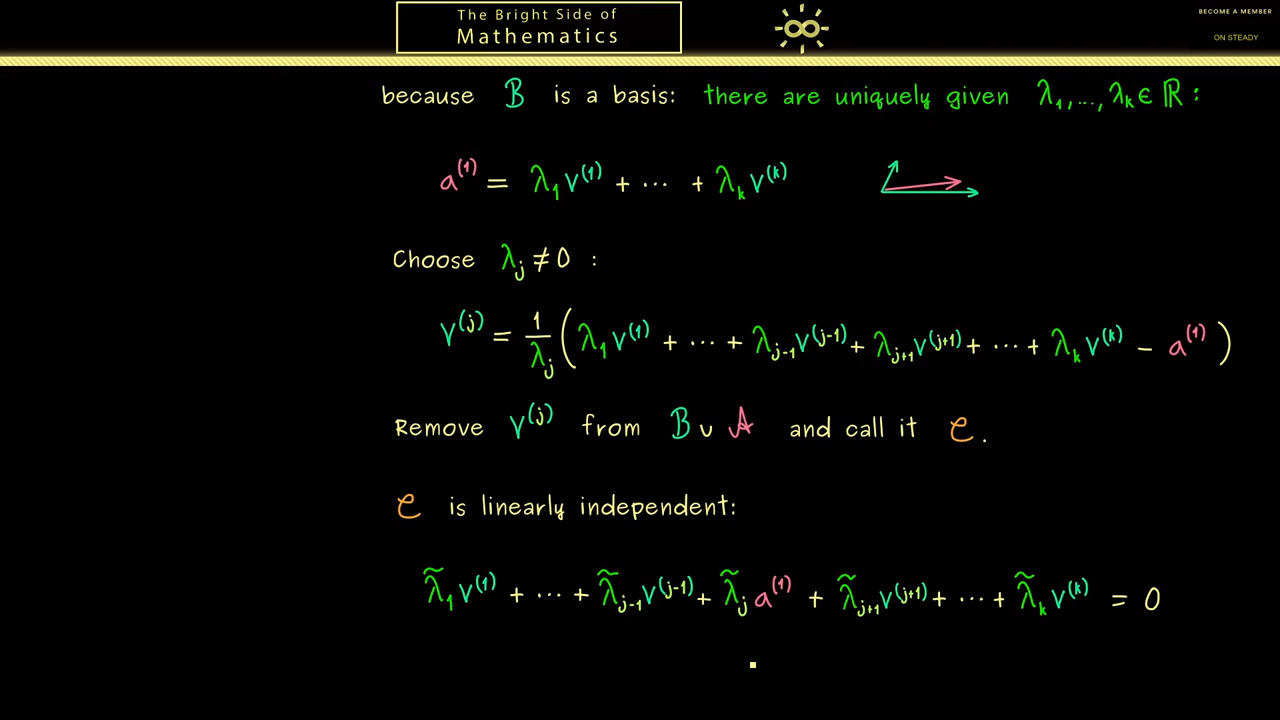 The Bright Side of
Mathematics
BECOME A MEMBER
ON STEADY
because B is a basis: there are uniquely given λ₁, ..., λₖ ∈ ℝ :
a⁽¹⁾ = λ₁v⁽¹⁾ + ⋯ + λₖv⁽ᵏ⁾
Choose λⱼ ≠ 0 :
v⁽ʲ⁾ = 1/λⱼ (λ₁v⁽¹⁾ + ⋯ + λⱼ₋₁v⁽ʲ⁻¹⁾ + λⱼ₊₁v⁽ʲ⁺¹⁾ + ⋯ + λₖv⁽ᵏ⁾ − a⁽¹⁾)
Remove v⁽ʲ⁾ from B ∪ A and call it C.
C is linearly independent:
λ̃₁v⁽¹⁾ + ⋯ + λ̃ⱼ₋₁v⁽ʲ⁻¹⁾ + λ̃ⱼa⁽¹⁾ + λ̃ⱼ₊₁v⁽ʲ⁺¹⁾ + ⋯ + λ̃ₖv⁽ᵏ⁾ = 0